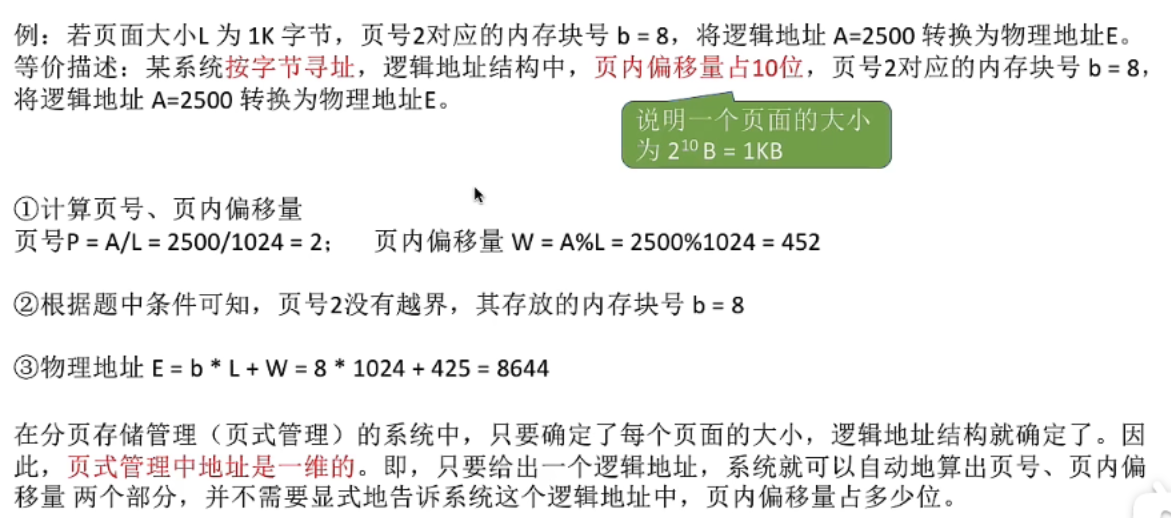 例：若页面大小L 为 1K 字节，页号2对应的内存块号 b = 8，将逻辑地址 A=2500 转换为物理地址E。
等价描述：某系统按字节寻址，逻辑地址结构中，页内偏移量占10位，页号2对应的内存块号 b = 8，
将逻辑地址 A=2500 转换为物理地址E。
说明一个页面的大小
为 2¹⁰ B = 1KB
①计算页号、页内偏移量
页号P = A/L = 2500/1024 = 2； 页内偏移量 W = A%L = 2500%1024 = 452
②根据题中条件可知，页号2没有越界，其存放的内存块号 b = 8
③物理地址 E = b * L + W = 8 * 1024 + 425 = 8644
在分页存储管理（页式管理）的系统中，只要确定了每个页面的大小，逻辑地址结构就确定了。因
此，页式管理中地址是一维的。即，只要给出一个逻辑地址，系统就可以自动地算出页号、页内偏
移量 两个部分，并不需要显式地告诉系统这个逻辑地址中，页内偏移量占多少位。